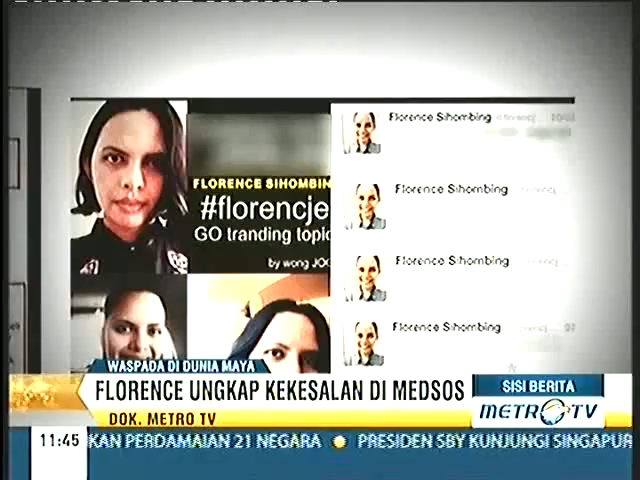 Florence Sihombing
FLORENCE SIHOMBIN
Florence Sihombing
#florencje
GO tranding topic
Florence Sihombing
by wong JOG
Florence Sihombing
WASPADA DI DUNIA MAYA
FLORENCE UNGKAP KEKESALAN DI MEDSOS
SISI BERITA
DOK. METRO TV
METRO TV
11:45
KAN PERDAMAIAN 21 NEGARA
PRESIDEN SBY KUNJUNGI SINGAPUR